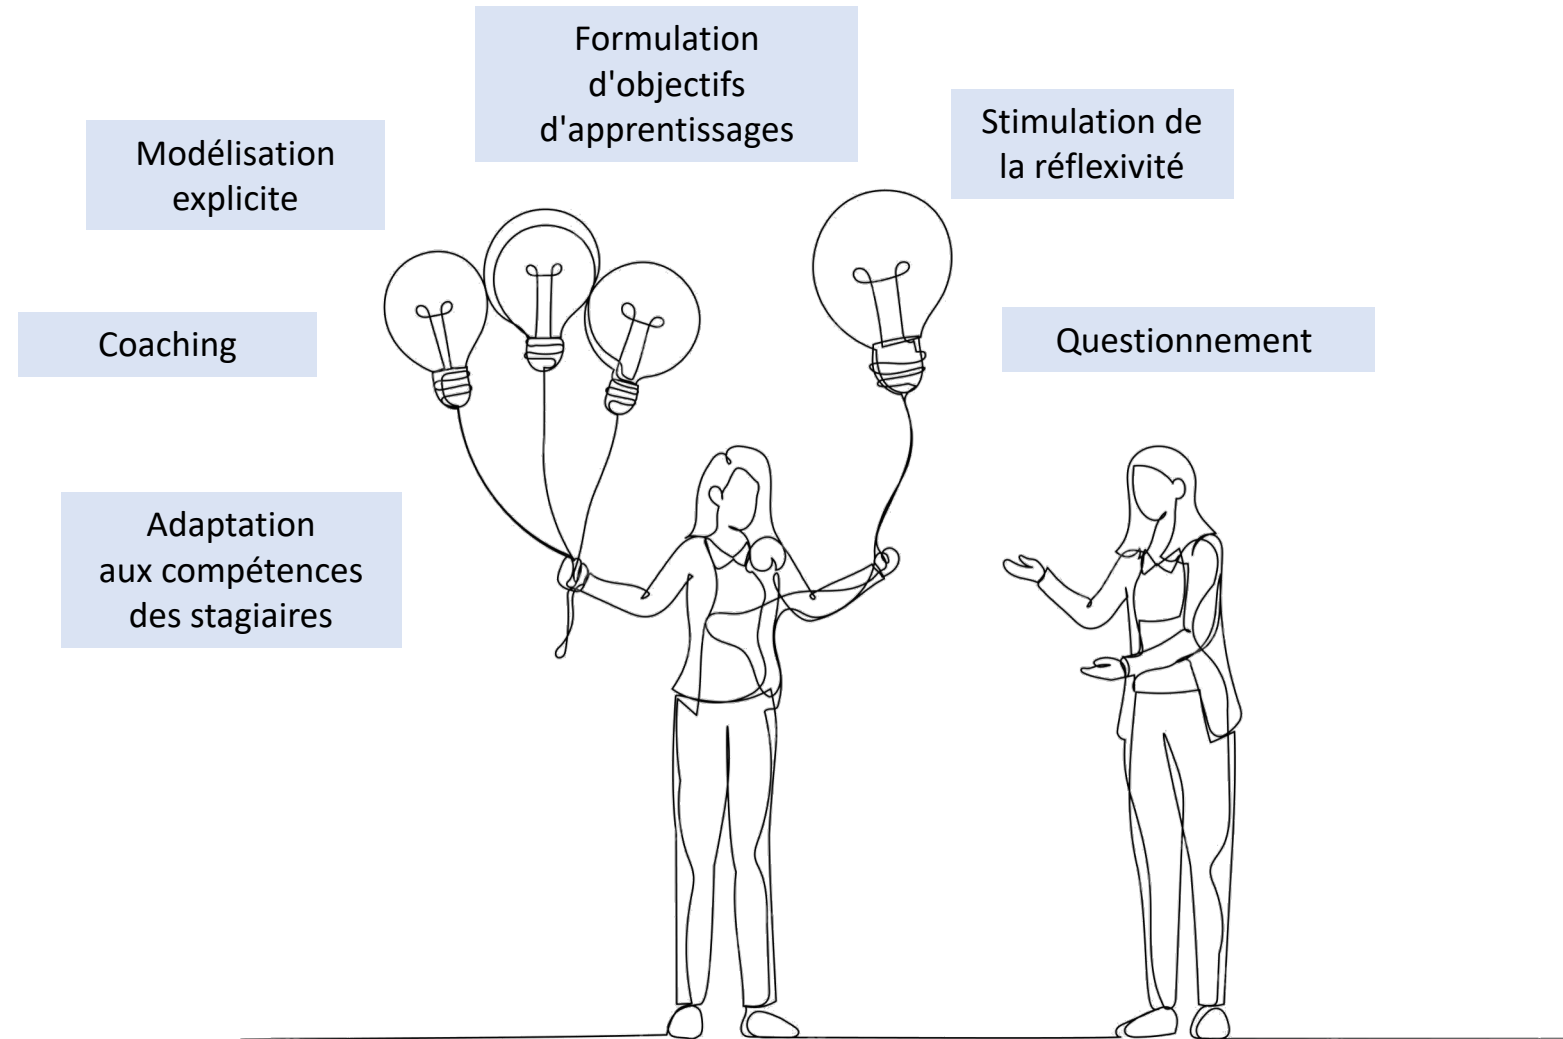 Formulation
d'objectifs
d'apprentissages
Modélisation
explicite
Stimulation de
la réflexivité
Coaching
Questionnement
Adaptation
aux compétences
des stagiaires